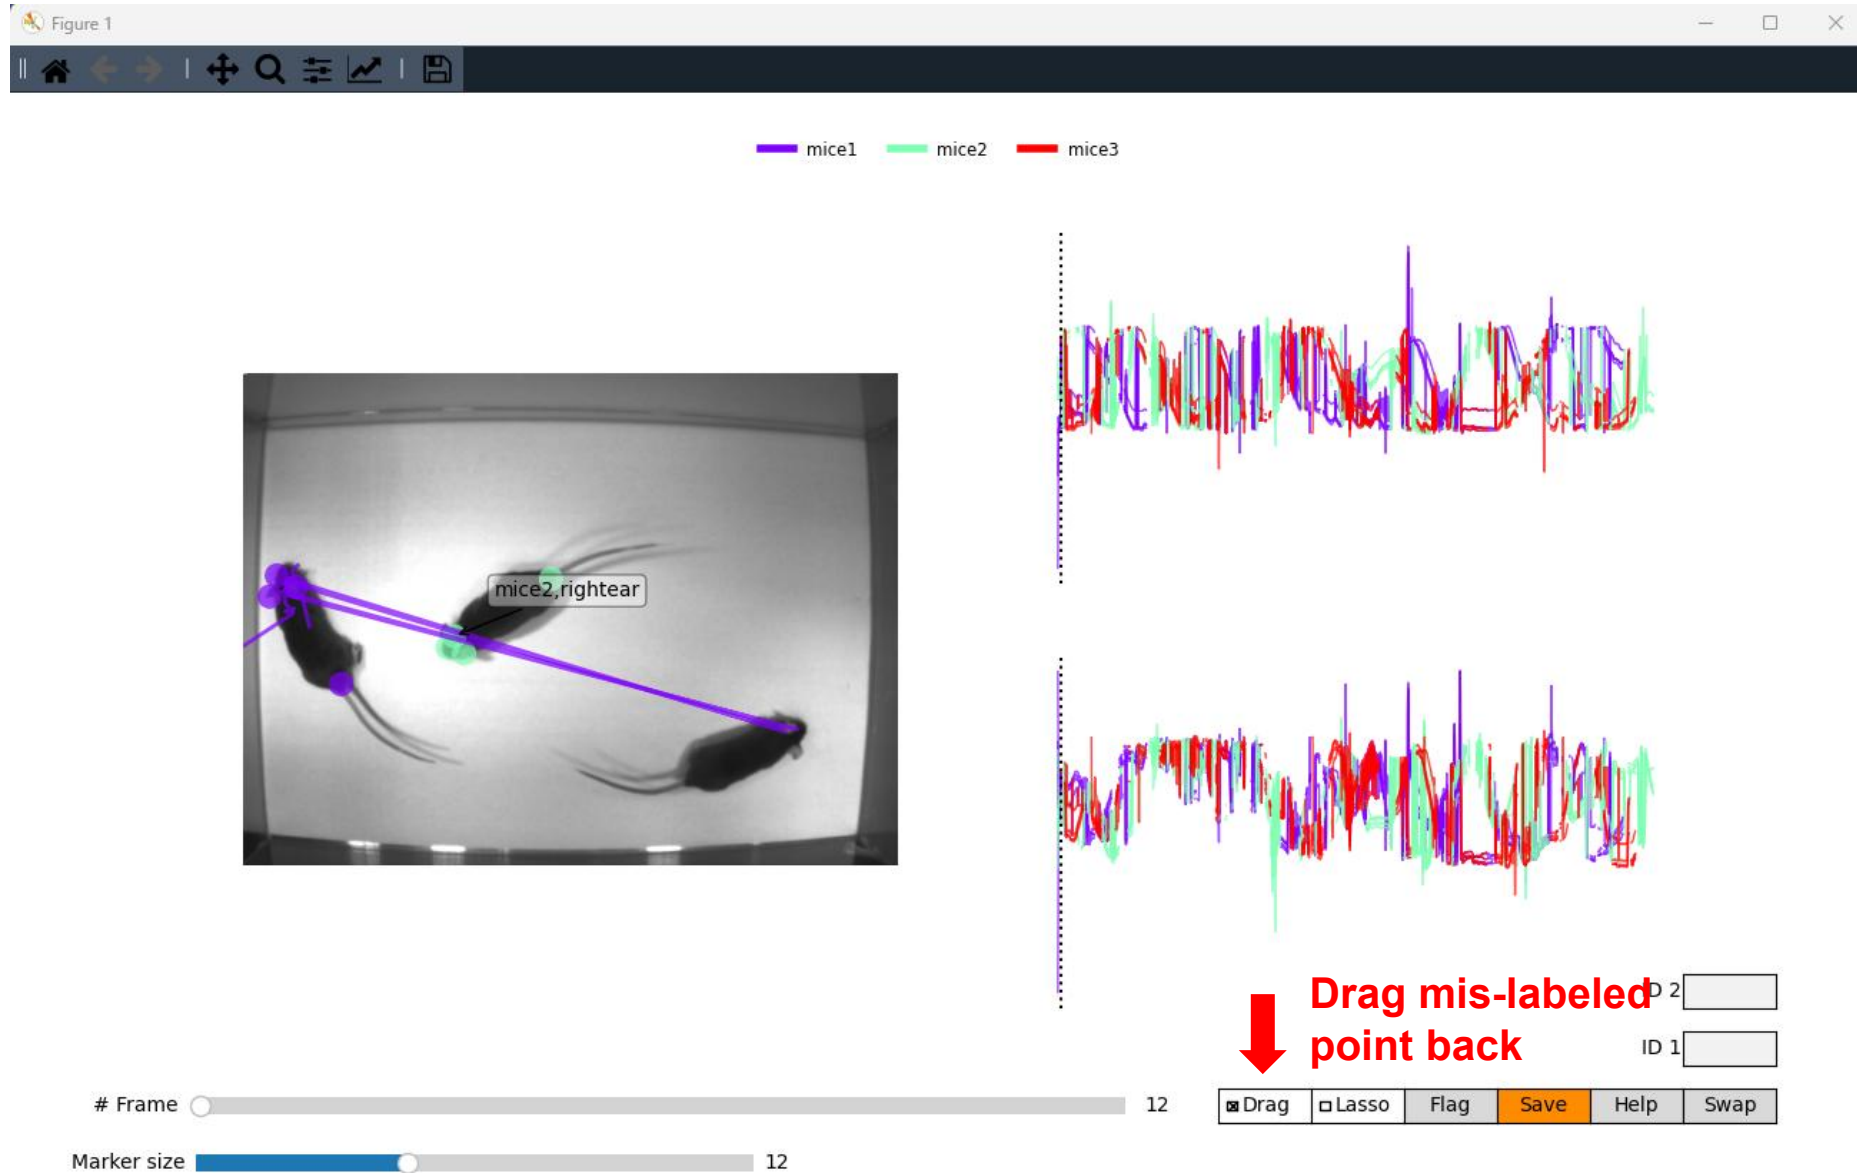 Figure 1
mice1 mice2 mice3
mice2,rightear
Drag mis-labeled
point back
D 2
ID 1
# Frame 12
Drag Lasso Flag Save Help Swap
Marker size 12